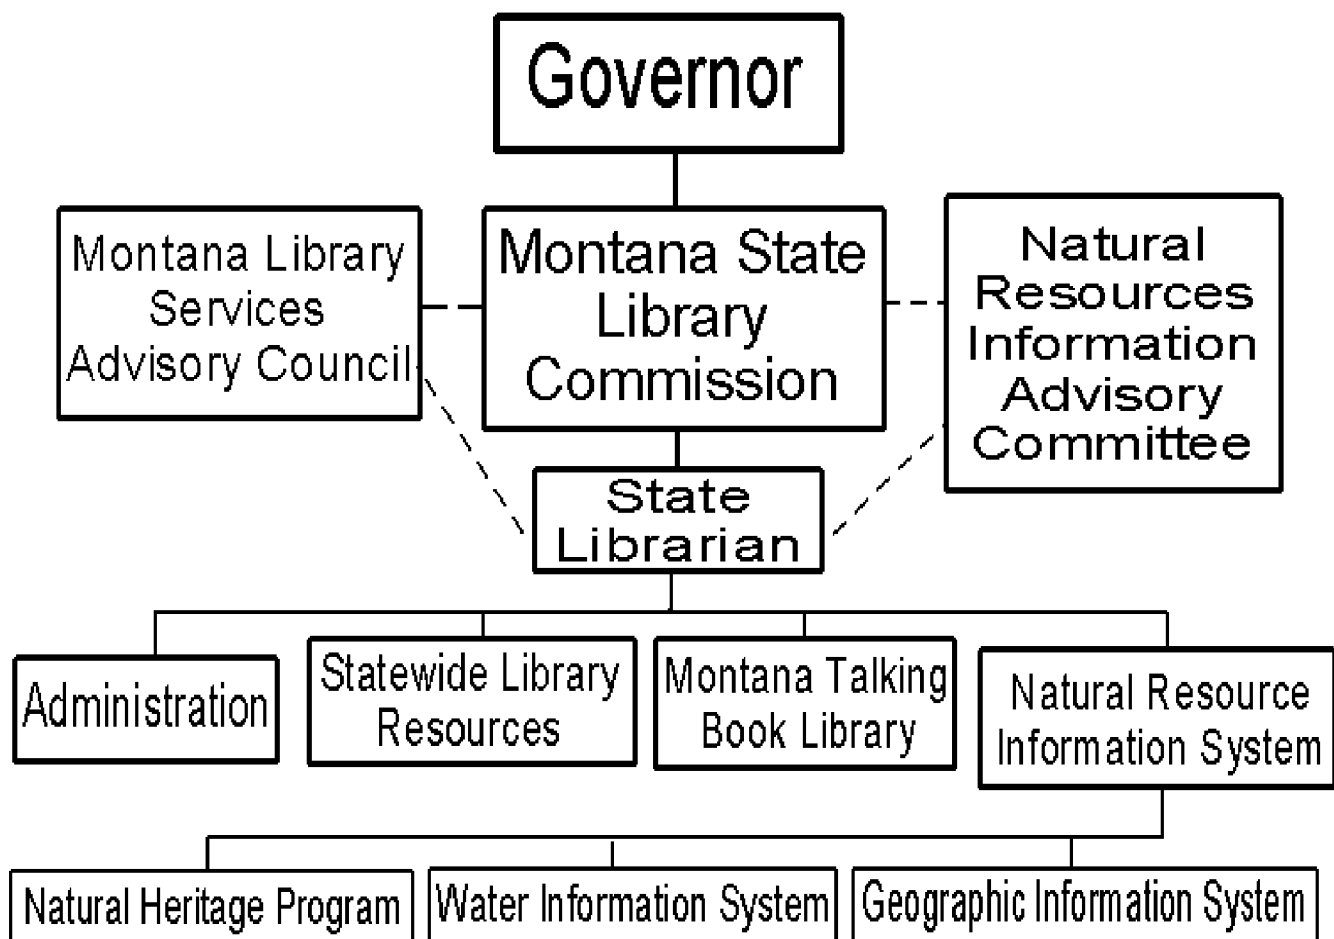 Governor
Montana Library
Services
Advisory Council
Montana State
Library
Commission
Natural
Resources
Information
Advisory
Committee
State
Librarian
Administration
Statewide Library
Resources
Montana Talking
Book Library
Natural Resource
Information System
Natural Heritage Program
Water Information System
Geographic Information System